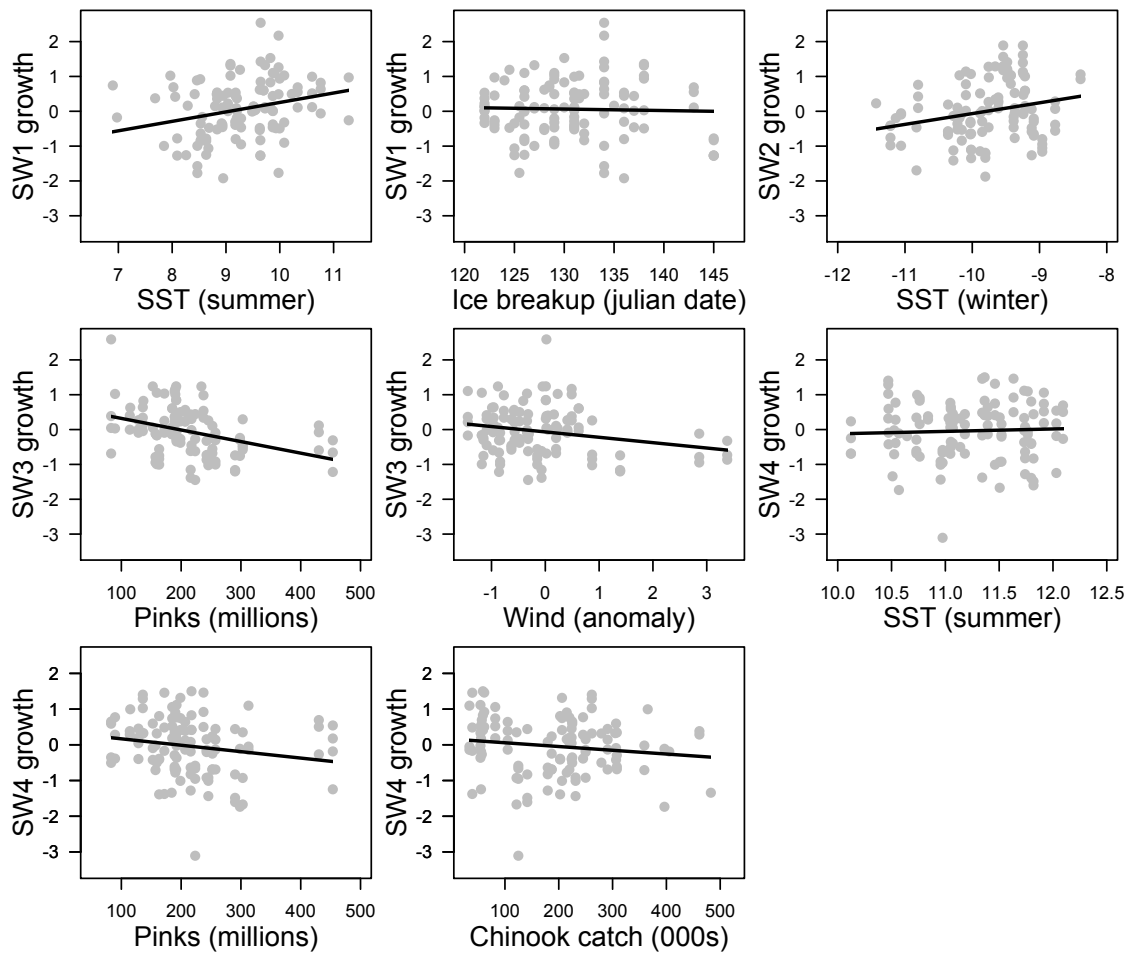 SW1 growth
2
1
0
-1
-2
-3
7 8 9 10 11
SST (summer)
SW1 growth
2
1
0
-1
-2
-3
120 125 130 135 140 145
Ice breakup (julian date)
SW2 growth
2
1
0
-1
-2
-3
-12 -11 -10 -9 -8
SST (winter)
SW3 growth
2
1
0
-1
-2
-3
100 200 300 400 500
Pinks (millions)
SW3 growth
2
1
0
-1
-2
-3
-1 0 1 2 3
Wind (anomaly)
SW4 growth
2
1
0
-1
-2
-3
10.0 10.5 11.0 11.5 12.0 12.5
SST (summer)
SW4 growth
2
1
0
-1
-2
-3
100 200 300 400 500
Pinks (millions)
SW4 growth
2
1
0
-1
-2
-3
100 200 300 400 500
Chinook catch (000s)